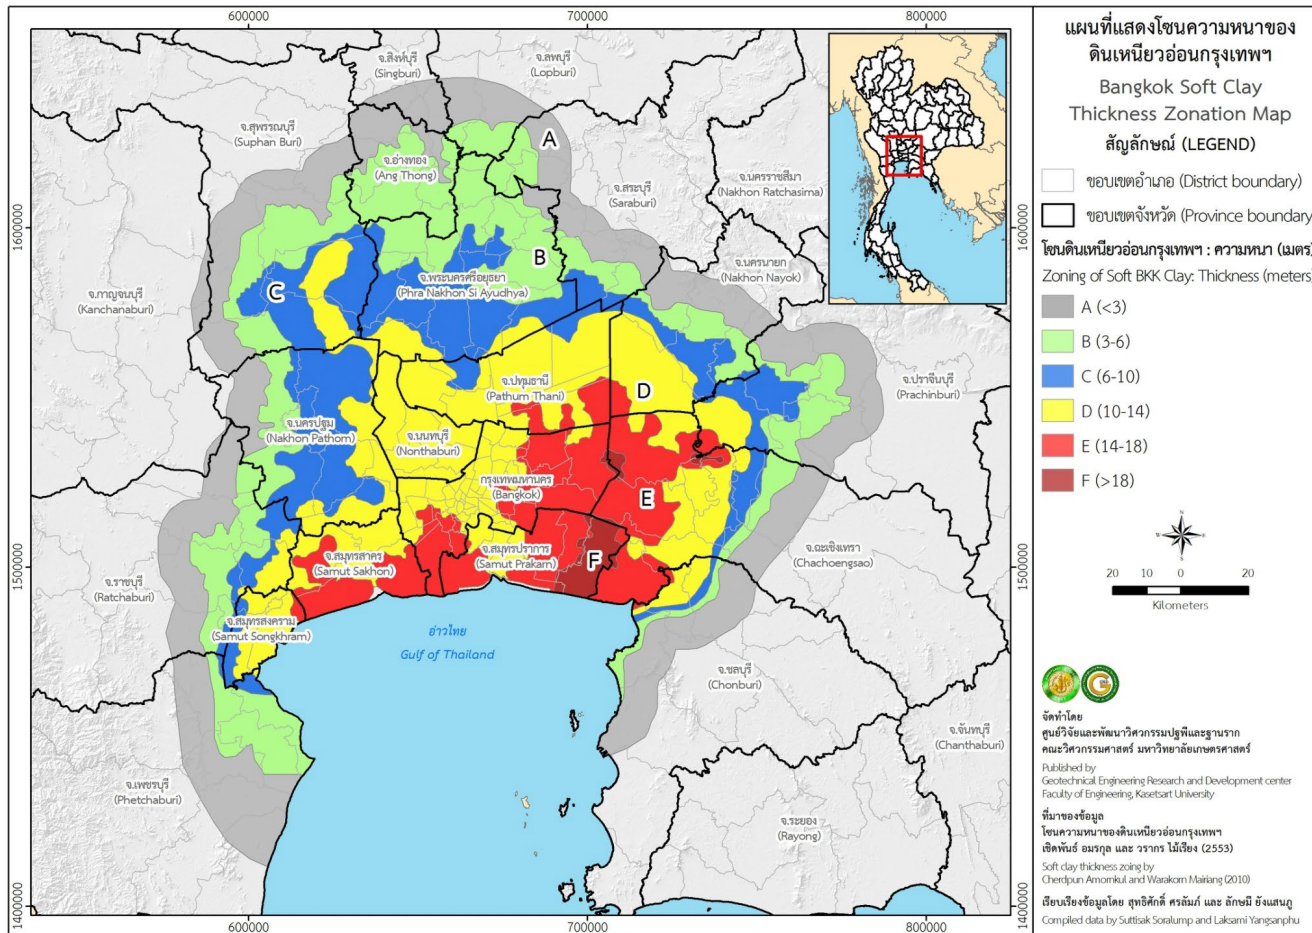 600000
700000
800000
แผนที่แสดงโซนความหนาของ
ดินเหนียวอ่อนกรุงเทพฯ
Bangkok Soft Clay
Thickness Zonation Map
สัญลักษณ์ (LEGEND)
ขอบเขตอำเภอ (District boundary)
ขอบเขตจังหวัด (Province boundary)
โซนดินเหนียวอ่อนกรุงเทพฯ : ความหนา (เมตร)
Zoning of Soft BKK Clay: Thickness (meters)
A (<3)
B (3-6)
C (6-10)
D (10-14)
E (14-18)
F (>18)
N
W
E
S
20 10 0 20
Kilometers
จัดทำโดย
ศูนย์วิจัยและพัฒนาวิศวกรรมปฐพีและฐานราก
คณะวิศวกรรมศาสตร์ มหาวิทยาลัยเกษตรศาสตร์
Published by
Geotechnical Engineering Research and Development center
Faculty of Engineering, Kasetsart University
ที่มาของข้อมูล
โซนความหนาของดินเหนียวอ่อนกรุงเทพฯ
เชิดพันธ์ อมรกุล และ วรากร ไม้เรียง (2553)
Soft clay thickness zoing by
Cherdpun Amornkul and Warakorn Mairiang (2010)
เรียบเรียงข้อมูลโดย สุทธิศักดิ์ ศรลัมภ์ และ ลักษมี ยังแสนภู
Compiled data by Suttisak Soralump and Laksami Yangsanphu
จ.สิงห์บุรี
(Singburi)
จ.ลพบุรี
(Lopburi)
จ.สุพรรณบุรี
(Suphan Buri)
A
จ.อ่างทอง
(Ang Thong)
จ.สระบุรี
(Saraburi)
จ.นครราชสีมา
(Nakhon Ratchasima)
1600000
1600000
B
จ.นครนายก
(Nakhon Nayok)
จ.พระนครศรีอยุธยา
(Phra Nakhon Si Ayudhya)
C
จ.กาญจนบุรี
(Kanchanaburi)
จ.ปราจีนบุรี
(Prachinburi)
จ.ปทุมธานี
(Pathum Thani)
D
จ.นครปฐม
(Nakhon Pathom)
จ.นนทบุรี
(Nonthaburi)
กรุงเทพมหานคร
(Bangkok)
E
จ.สมุทรสาคร
(Samut Sakhon)
จ.สมุทรปราการ
(Samut Prakarn)
F
จ.ฉะเชิงเทรา
(Chachoengsao)
1500000
1500000
จ.ราชบุรี
(Ratchaburi)
จ.สมุทรสงคราม
(Samut Songkhram)
อ่าวไทย
Gulf of Thailand
จ.ชลบุรี
(Chonburi)
จ.จันทบุรี
(Chanthaburi)
จ.เพชรบุรี
(Phetchaburi)
จ.ระยอง
(Rayong)
1400000
1400000
600000
700000
800000